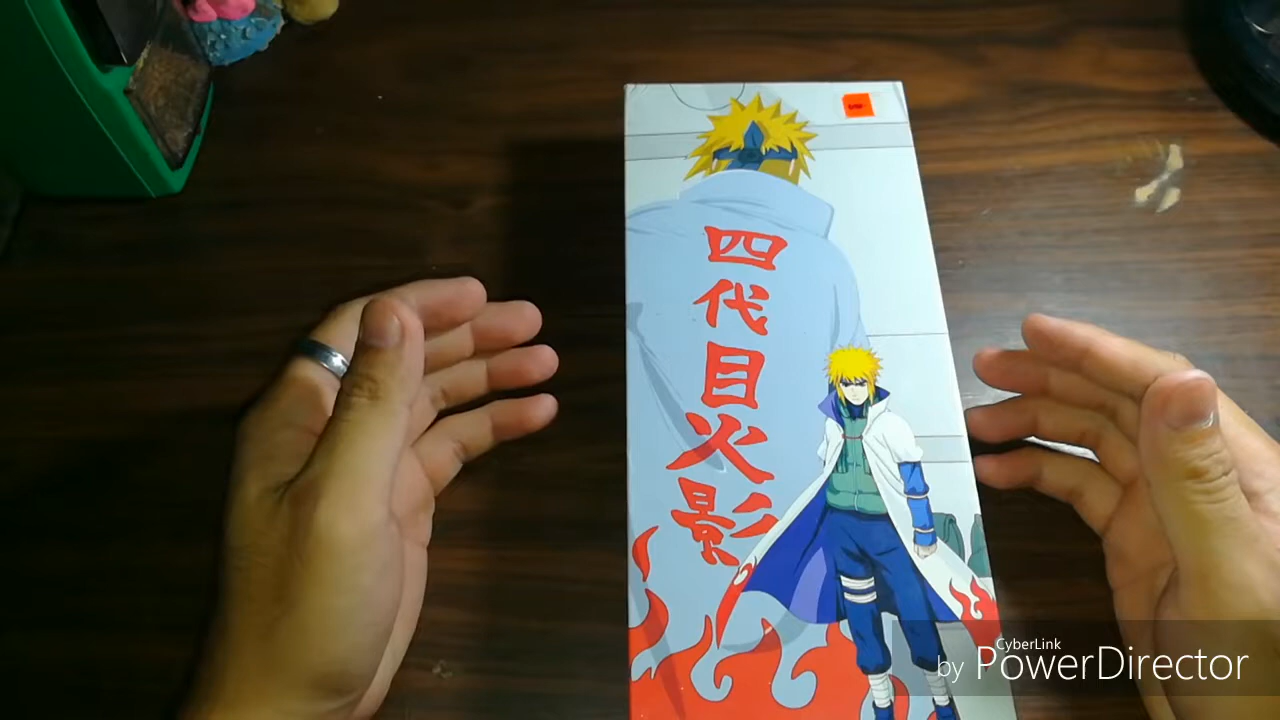 四代目火影
CyberLink
by PowerDirector